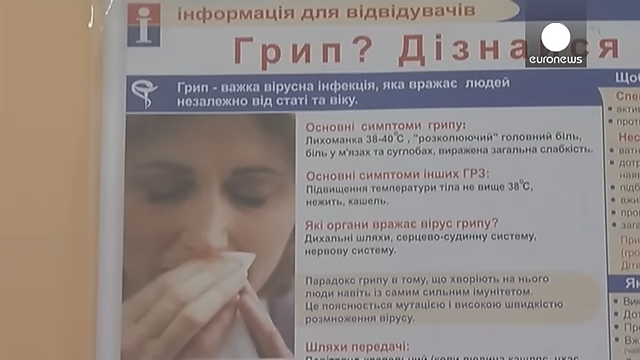 i
інформація для відвідувачів
euronews
Грип? Дізнайся
Грип - важка вірусна інфекція, яка вражає людей
незалежно від статі та віку.
Основні симптоми грипу:
Лихоманка 38-40°С , "розколюючий" головний біль,
біль у м'язах та суглобах, виражена загальна слабкість.
Основні симптоми інших ГРЗ:
Підвищення температури тіла не вище 38°С,
нежить, кашель.
Які органи вражає вірус грипу?
Дихальні шляхи, серцево-судинну систему,
нервову систему.
Парадокс грипу в тому, що хворіють на нього
люди навіть із самим сильним імунітетом.
Це пояснюється мутацією і високою швидкістю
розмноження вірусу.
Шляхи передачі: